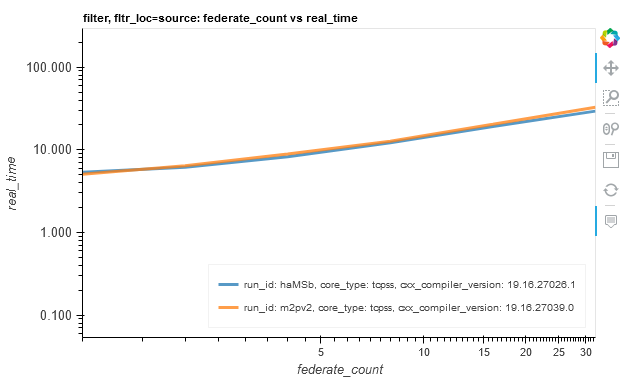 filter, fltr_loc=source: federate_count vs real_time
100.000
10.000
1.000
0.100
real_time
run_id: haMSb, core_type: tcpss, cxx_compiler_version: 19.16.27026.1
run_id: m2pv2, core_type: tcpss, cxx_compiler_version: 19.16.27039.0
5
10
15
20
25
30
federate_count